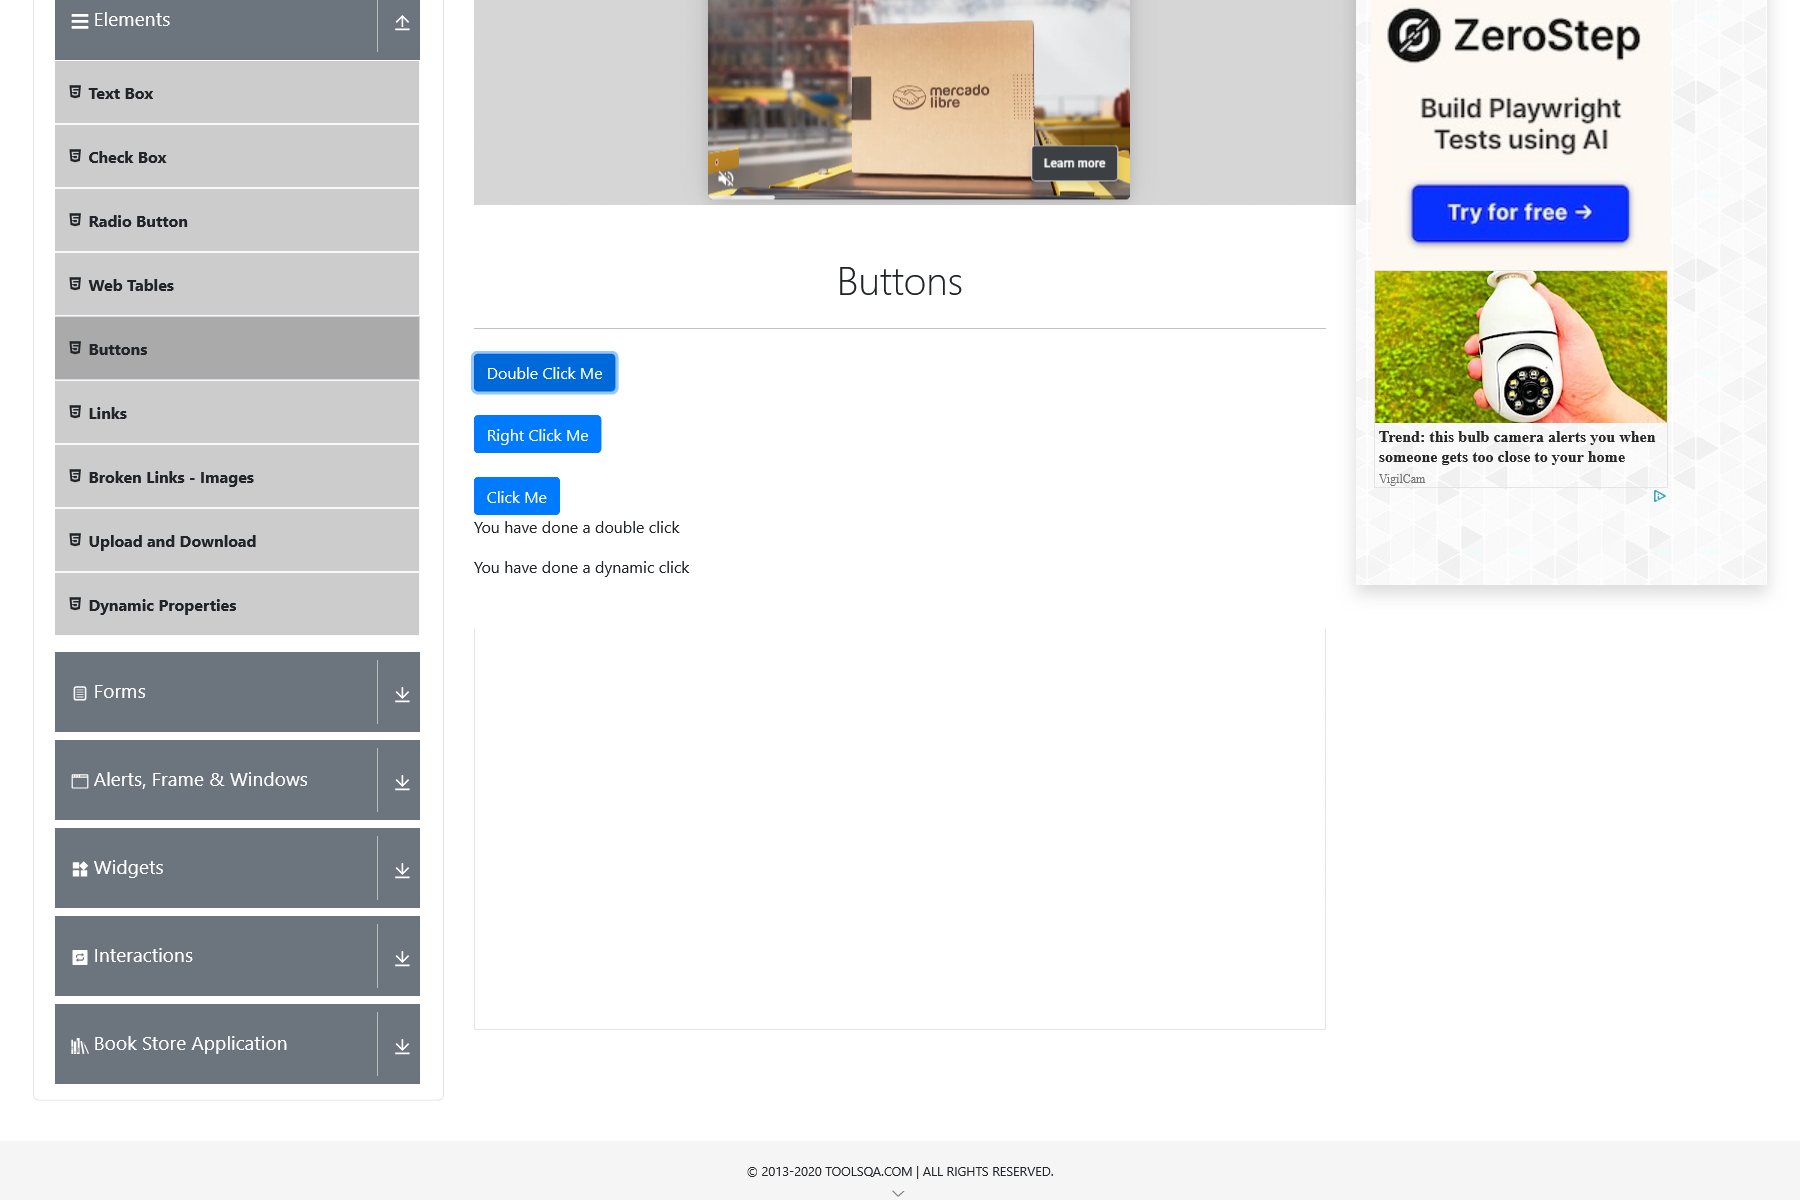 Elements
Text Box
Check Box
Radio Button
Web Tables
Buttons
Links
Broken Links - Images
Upload and Download
Dynamic Properties
Forms
Alerts, Frame & Windows
Widgets
Interactions
Book Store Application
mercado
libre
Learn more
Buttons
Double Click Me
Right Click Me
Click Me
You have done a double click
You have done a dynamic click
ZeroStep
Build Playwright
Tests using AI
Try for free →
Trend: this bulb camera alerts you when
someone gets too close to your home
VigilCam
© 2013-2020 TOOLSQA.COM | ALL RIGHTS RESERVED.